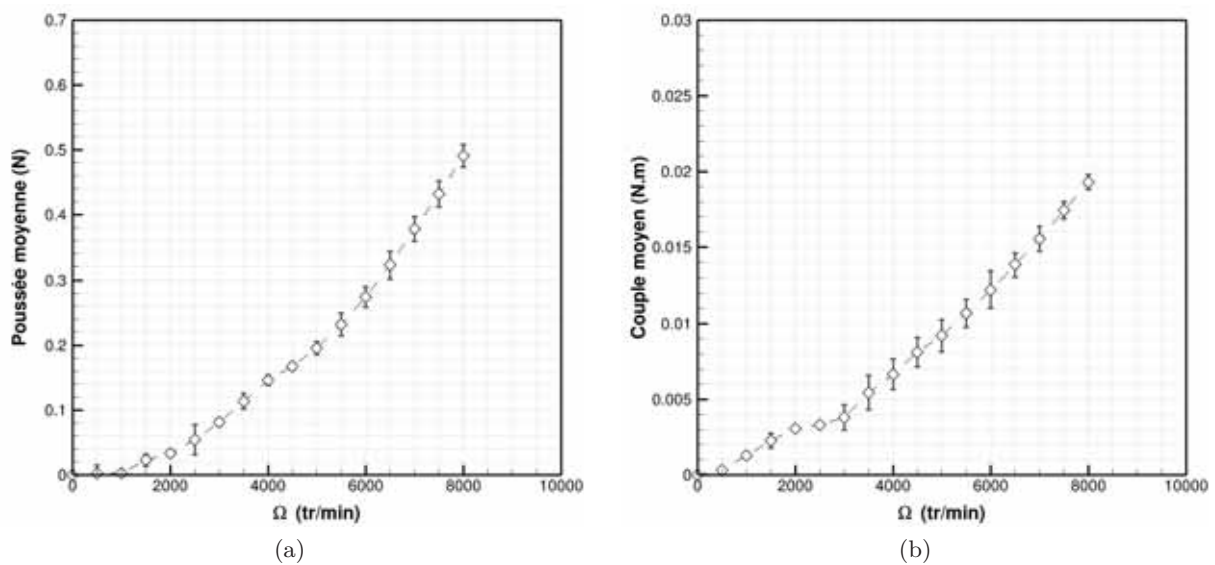 0.7
0.6
0.5
0.4
0.3
0.2
0.1
0
Poussée moyenne (N)
0 2000 4000 6000 8000 10000
Ω (tr/min)
(a)
0.03
0.025
0.02
0.015
0.01
0.005
0
Couple moyen (N.m)
0 2000 4000 6000 8000 10000
Ω (tr/min)
(b)